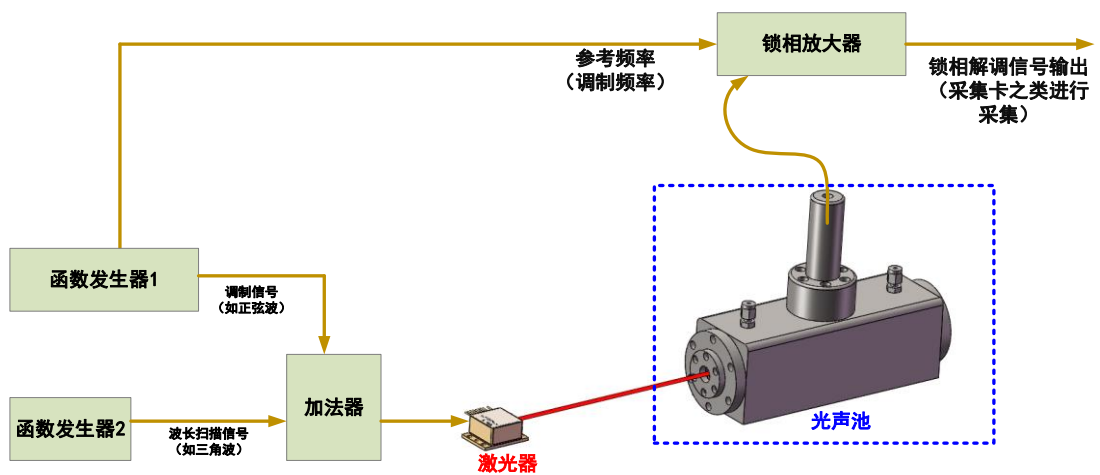 锁相放大器
参考频率
（调制频率）
锁相解调信号输出
（采集卡之类进行
采集）
函数发生器1
调制信号
（如正弦波）
加法器
函数发生器2
波长扫描信号
（如三角波）
激光器
光声池